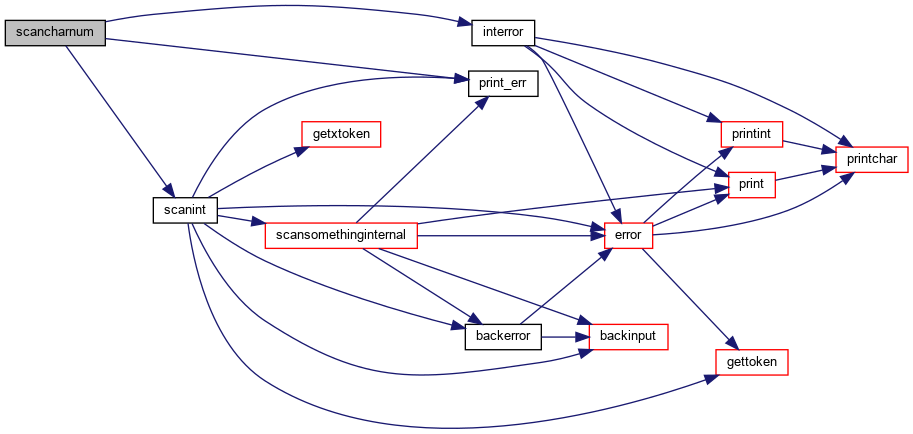 scancharnum
interror
print_err
getxtoken
printint
printchar
print
scanint
scansomethinginternal
error
backerror
backinput
gettoken